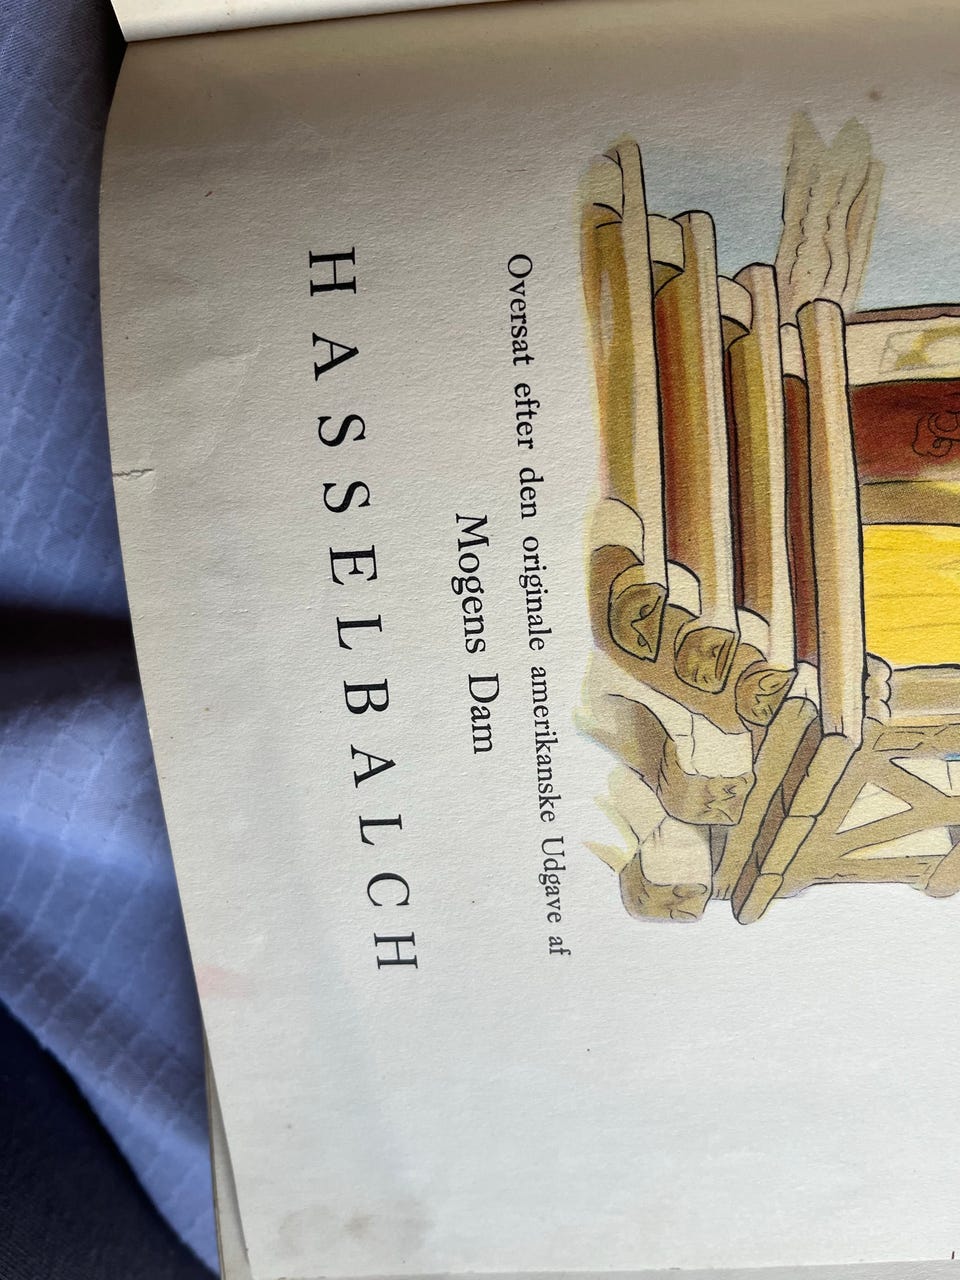 Oversat efter den originale amerikanske Udgave af
Mogens Dam
HASSELBALCH